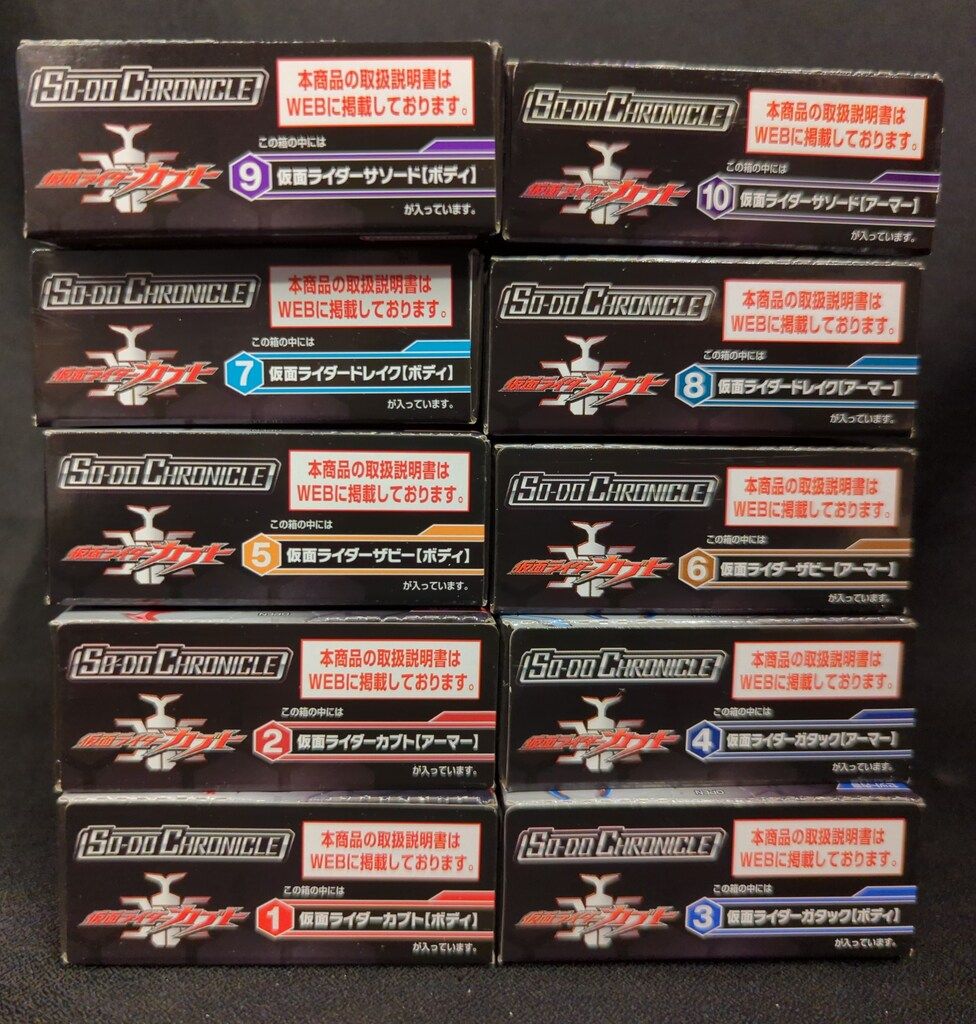 SO-DO CHRONICLE
本商品の取扱説明書は
WEBに掲載しております。
仮面ライダーカブト
この箱の中には
9 仮面ライダーサソード[ボディ]
が入っています。
SO-DO CHRONICLE
本商品の取扱説明書は
WEBに掲載しております。
仮面ライダーカブト
この箱の中には
10 仮面ライダーサソード[アーマー]
が入っています。
SO-DO CHRONICLE
本商品の取扱説明書は
WEBに掲載しております。
仮面ライダーカブト
この箱の中には
7 仮面ライダードレイク[ボディ]
が入っています。
SO-DO CHRONICLE
本商品の取扱説明書は
WEBに掲載しております。
仮面ライダーカブト
この箱の中には
8 仮面ライダードレイク[アーマー]
が入っています。
SO-DO CHRONICLE
本商品の取扱説明書は
WEBに掲載しております。
仮面ライダーカブト
この箱の中には
5 仮面ライダーザビー[ボディ]
が入っています。
SO-DO CHRONICLE
本商品の取扱説明書は
WEBに掲載しております。
仮面ライダーカブト
この箱の中には
6 仮面ライダーザビー[アーマー]
が入っています。
OPEN
SO-DO CHRONICLE
本商品の取扱説明書は
WEBに掲載しております。
仮面ライダーカブト
この箱の中には
2 仮面ライダーカブト[アーマー]
が入っています。
SO-DO CHRONICLE
本商品の取扱説明書は
WEBに掲載しております。
仮面ライダーカブト
この箱の中には
4 仮面ライダーガタック[アーマー]
が入っています。
SO-DO CHRONICLE
本商品の取扱説明書は
WEBに掲載しております。
仮面ライダーカブト
この箱の中には
1 仮面ライダーカブト[ボディ]
が入っています。
OPEN
SO-DO CHRONICLE
本商品の取扱説明書は
WEBに掲載しております。
仮面ライダーカブト
この箱の中には
3 仮面ライダーガタック[ボディ]
が入っています。